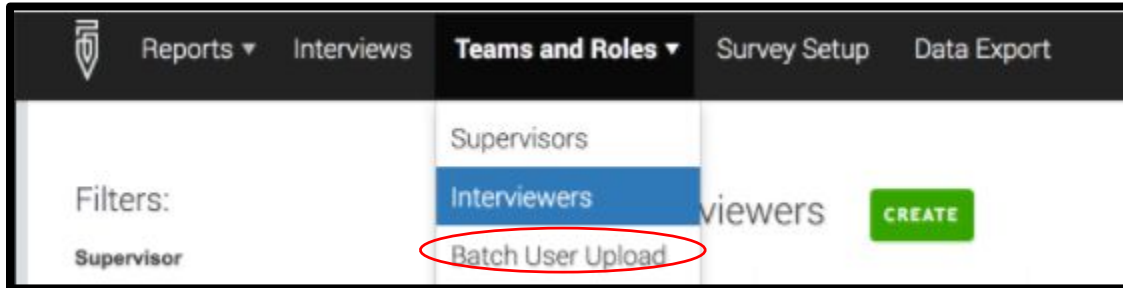 Reports ▾ Interviews Teams and Roles ▾ Survey Setup Data Export
Supervisors
Filters:
Interviewers
viewers CREATE
Supervisor
Batch User Upload